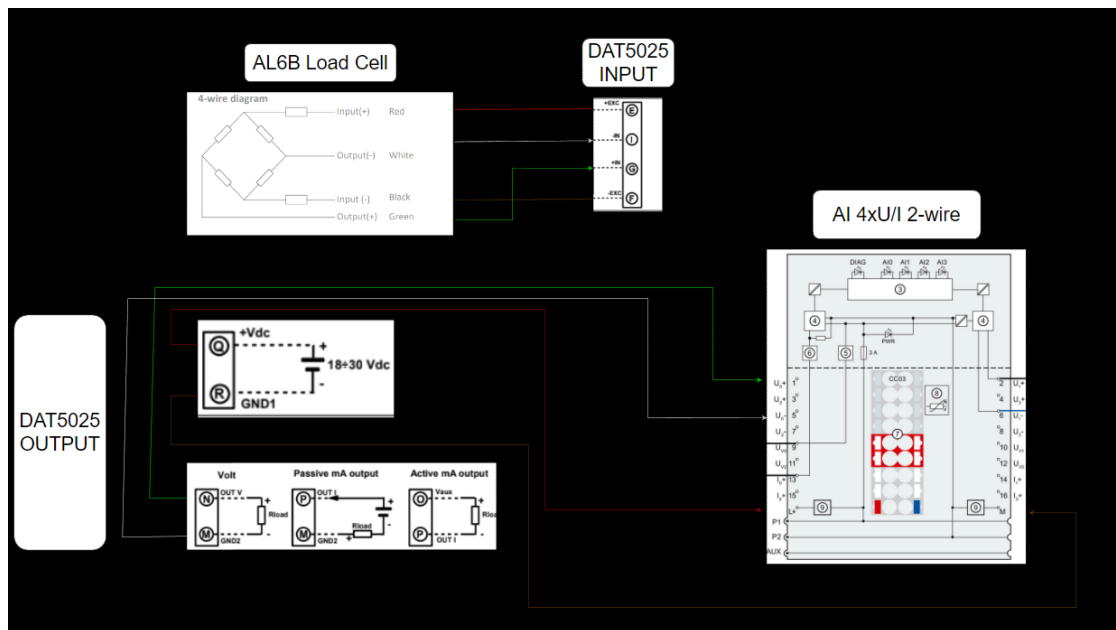 AL6B Load Cell
DAT5025
INPUT
4-wire diagram
Input(+) Red
Output(-) White
Input (-) Black
Output(+) Green
+EXC
E
-IN
I
+IN
G
-EXC
F
AI 4xU/I 2-wire
DIAG AI0 AI1 AI2 AI3
3
4
4
PWR
6
5
3 A
CC03
8
7
U0+ 1
2 U1+
U2+ 3
4 U3+
U0- 5
6 U1-
U2- 7
8 U3-
9
10
11
12
I0+ 13
14 I1+
I2+ 15
16 I3+
L+
9
9
M
P1
P2
AUX
DAT5025
OUTPUT
+Vdc
Q
+
18÷30 Vdc
-
R
GND1
Volt
N
OUT V
+
Rload
-
M
GND2
Passive mA output
P
OUT I
+
-
Rload
+
M
GND2
Active mA output
O
Vaux
+
Rload
-
P
OUT I